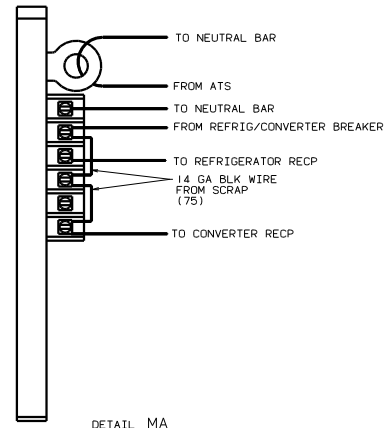 TO NEUTRAL BAR
FROM ATS
TO NEUTRAL BAR
FROM REFRIG/CONVERTER BREAKER
TO REFRIGERATOR RECP
14 GA BLK WIRE
FROM SCRAP
(75)
TO CONVERTER RECP
DETAIL MA